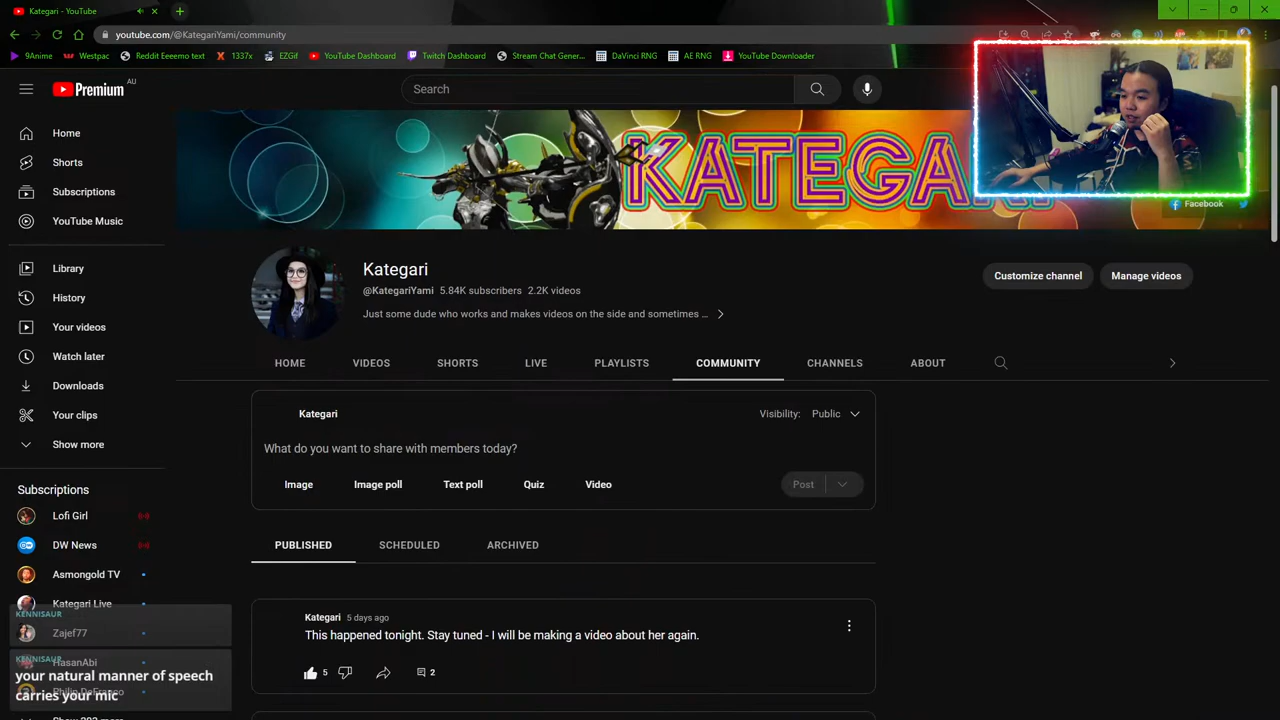 Kategari - YouTube
youtube.com/@KategariYami/community
9Anime
Westpac
Reddit Eeeemo text
1337x
EZGif
YouTube Dashboard
Twitch Dashboard
Stream Chat Gener...
DaVinci RNG
AE RNG
YouTube Downloader
Premium
AU
Search
Home
Shorts
Subscriptions
YouTube Music
Library
History
Your videos
Watch later
Downloads
Your clips
Show more
Subscriptions
Lofi Girl
DW News
Asmongold TV
Kategari Live
Zajef77
HasanAbi
Philip DeFranco
KENNISAUR
KENNISAUR
your natural manner of speech
carries your mic
KATEGA
Facebook
Kategari
@KategariYami 5.84K subscribers 2.2K videos
Just some dude who works and makes videos on the side and sometimes ...
Customize channel
Manage videos
HOME
VIDEOS
SHORTS
LIVE
PLAYLISTS
COMMUNITY
CHANNELS
ABOUT
Kategari
Visibility: Public
What do you want to share with members today?
Image
Image poll
Text poll
Quiz
Video
Post
PUBLISHED
SCHEDULED
ARCHIVED
Kategari 5 days ago
This happened tonight. Stay tuned - I will be making a video about her again.
5
2